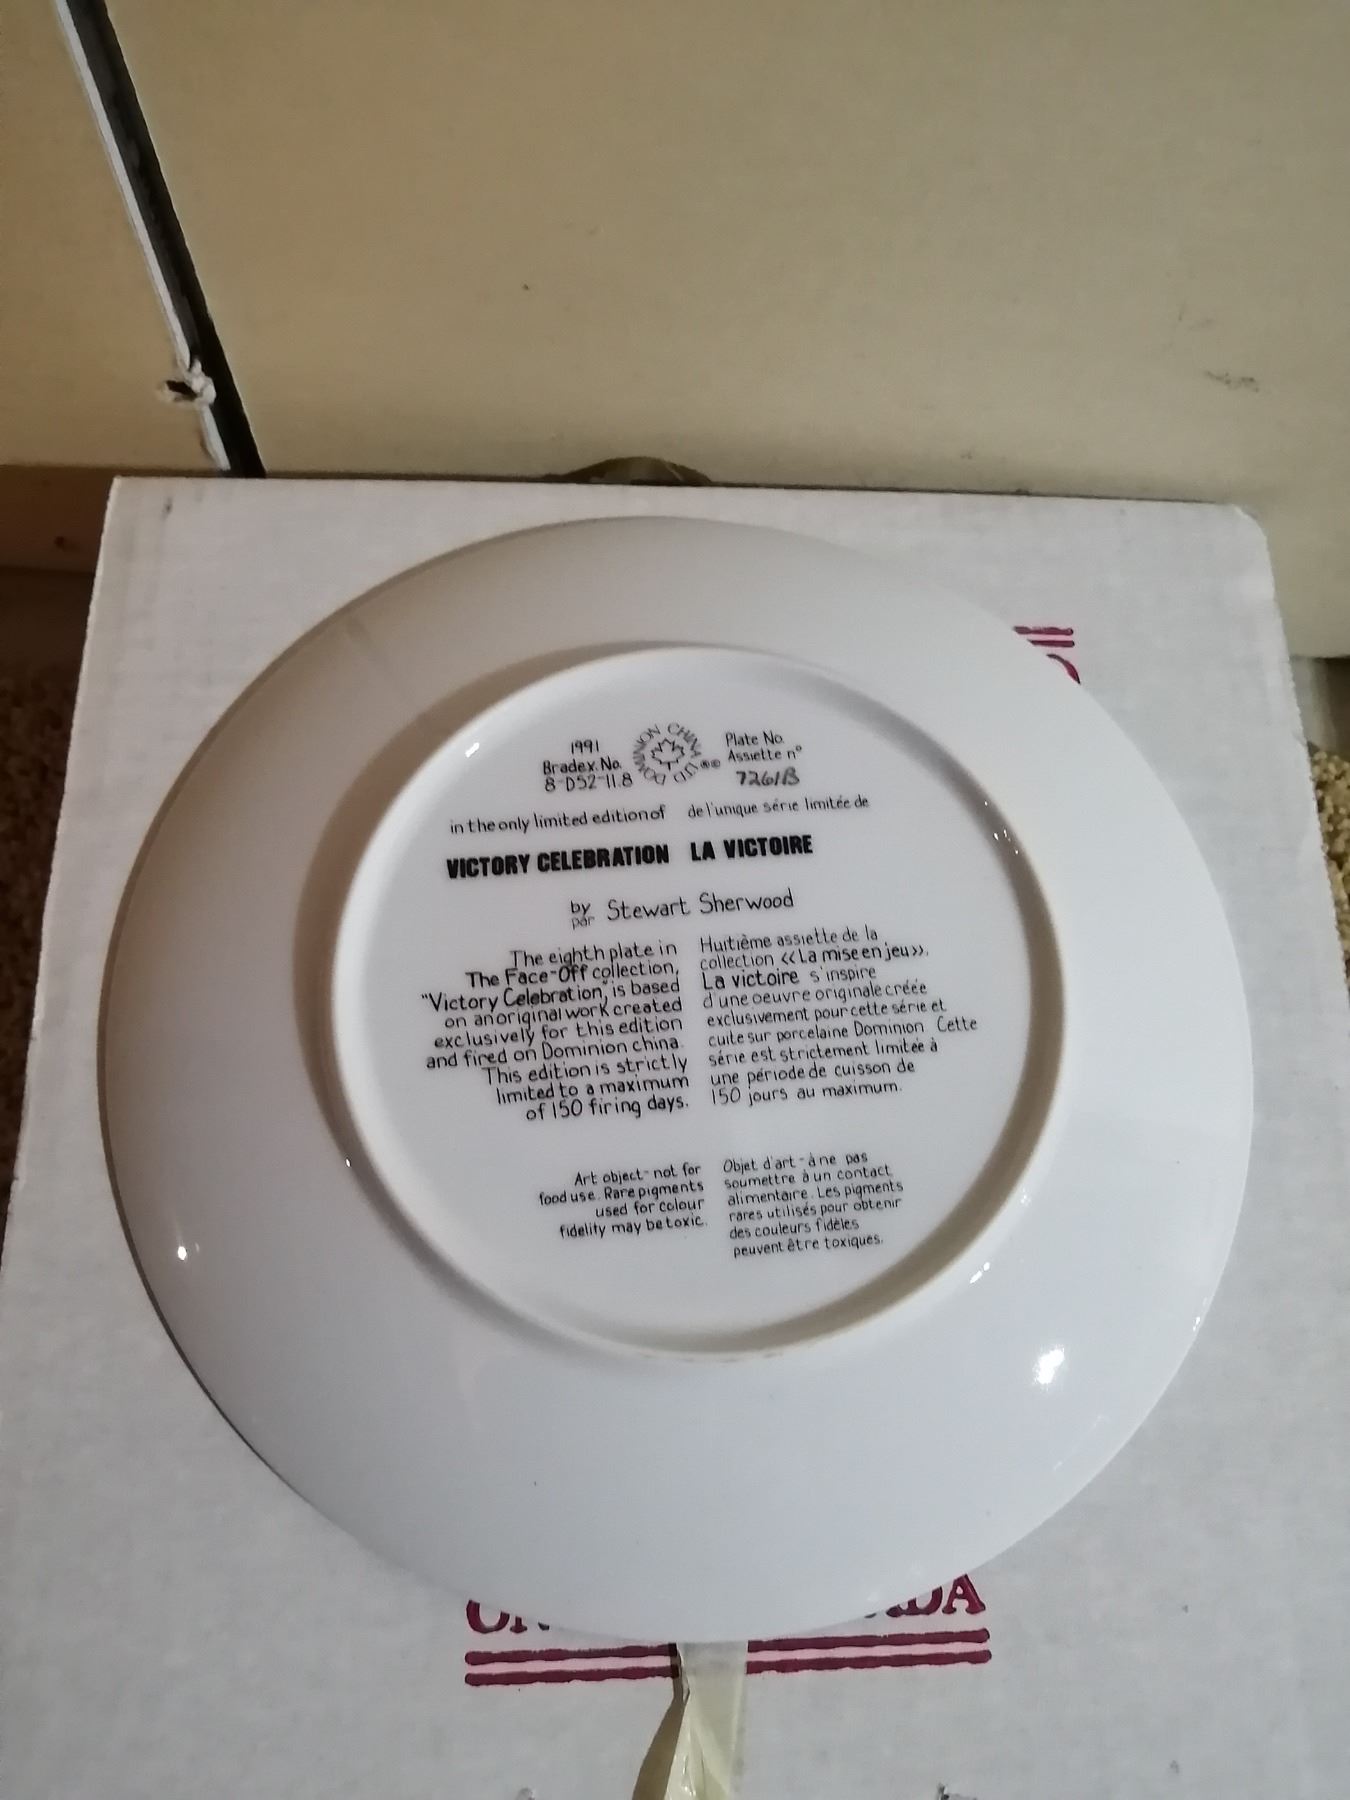 1991
Bradex. No.
8-D52-11.8
DOMINION CHINA LTD
Plate No.
Assiette n°
7261B
in the only limited edition of de l'unique série limitée de
VICTORY CELEBRATION LA VICTOIRE
by
par Stewart Sherwood
The eighth plate in
The Face-Off collection,
"Victory Celebration," is based
on an original work created
exclusively for this edition
and fired on Dominion china.
This edition is strictly
limited to a maximum
of 150 firing days.
Huitième assiette de la
collection «La mise en jeu»,
La victoire s'inspire
d'une oeuvre originale créée
exclusivement pour cette série et
cuite sur porcelaine Dominion. Cette
série est strictement limitée à
une période de cuisson de
150 jours au maximum.
Art object - not for
food use. Rare pigments
used for colour
fidelity may be toxic.
Objet d'art - à ne pas
soumettre à un contact
alimentaire. Les pigments
rares utilisés pour obtenir
des couleurs fidèles
peuvent être toxiques.